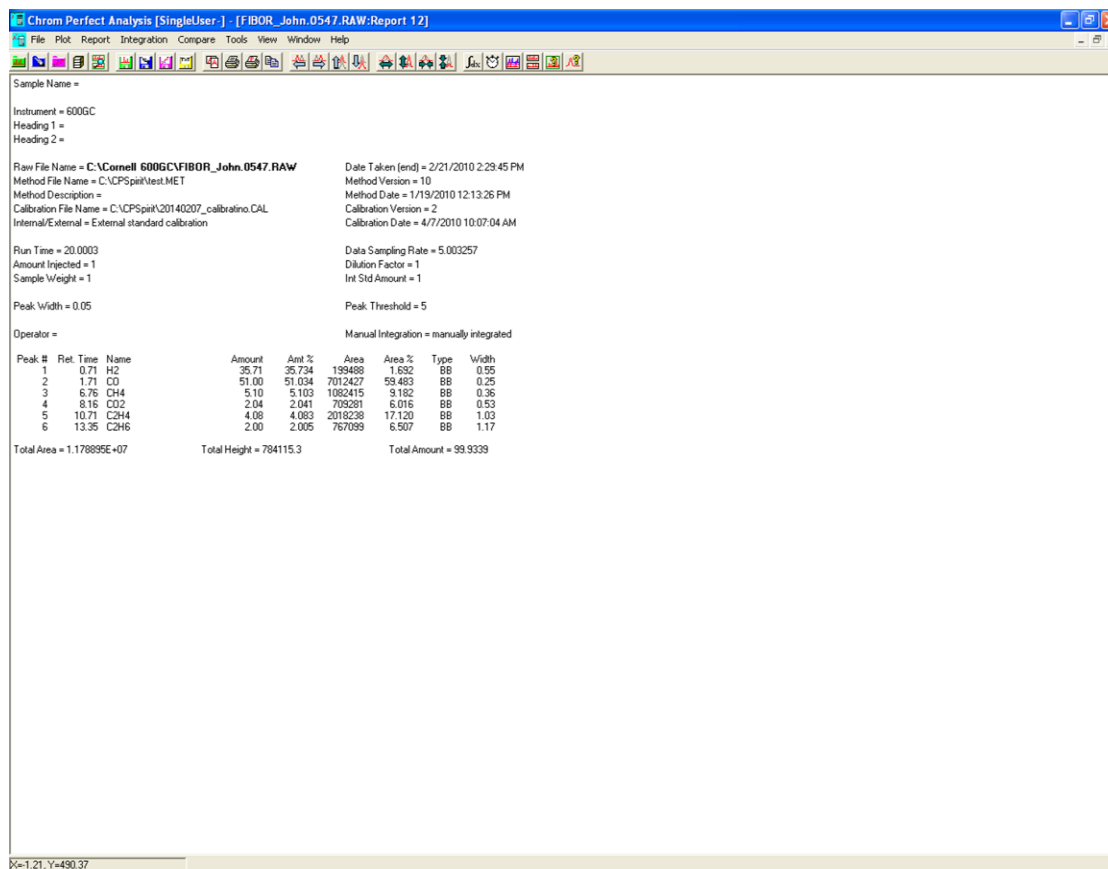 Chrom Perfect Analysis [SingleUser-] - [FIBOR_John.0547.RAW:Report 12]
File Plot Report Integration Compare Tools View Window Help
Sample Name =
Instrument = 600GC
Heading 1 =
Heading 2 =
Raw File Name = C:\Cornell 600GC\FIBOR_John.0547.RAW Date Taken (end) = 2/21/2010 2:29:45 PM
Method File Name = C:\CPSpirit\test.MET Method Version = 10
Method Description = Method Date = 1/19/2010 12:13:26 PM
Calibration File Name = C:\CPSpirit\20140207_calibratino.CAL Calibration Version = 2
Internal/External = External standard calibration Calibration Date = 4/7/2010 10:07:04 AM
Run Time = 20.0003 Data Sampling Rate = 5.003257
Amount Injected = 1 Dilution Factor = 1
Sample Weight = 1 Int Std Amount = 1
Peak Width = 0.05 Peak Threshold = 5
Operator = Manual Integration = manually integrated
Peak # Ret. Time Name Amount Amt % Area Area % Type Width
1 0.71 H2 35.71 35.734 199488 1.692 BB 0.55
2 1.71 CO 51.00 51.034 7012427 59.483 BB 0.25
3 6.76 CH4 5.10 5.103 1082415 9.182 BB 0.36
4 8.16 CO2 2.04 2.041 709281 6.016 BB 0.53
5 10.71 C2H4 4.08 4.083 2018238 17.120 BB 1.03
6 13.35 C2H6 2.00 2.005 767099 6.507 BB 1.17
Total Area = 1.178895E+07 Total Height = 784115.3 Total Amount = 99.9339
X=-1.21, Y=490.37